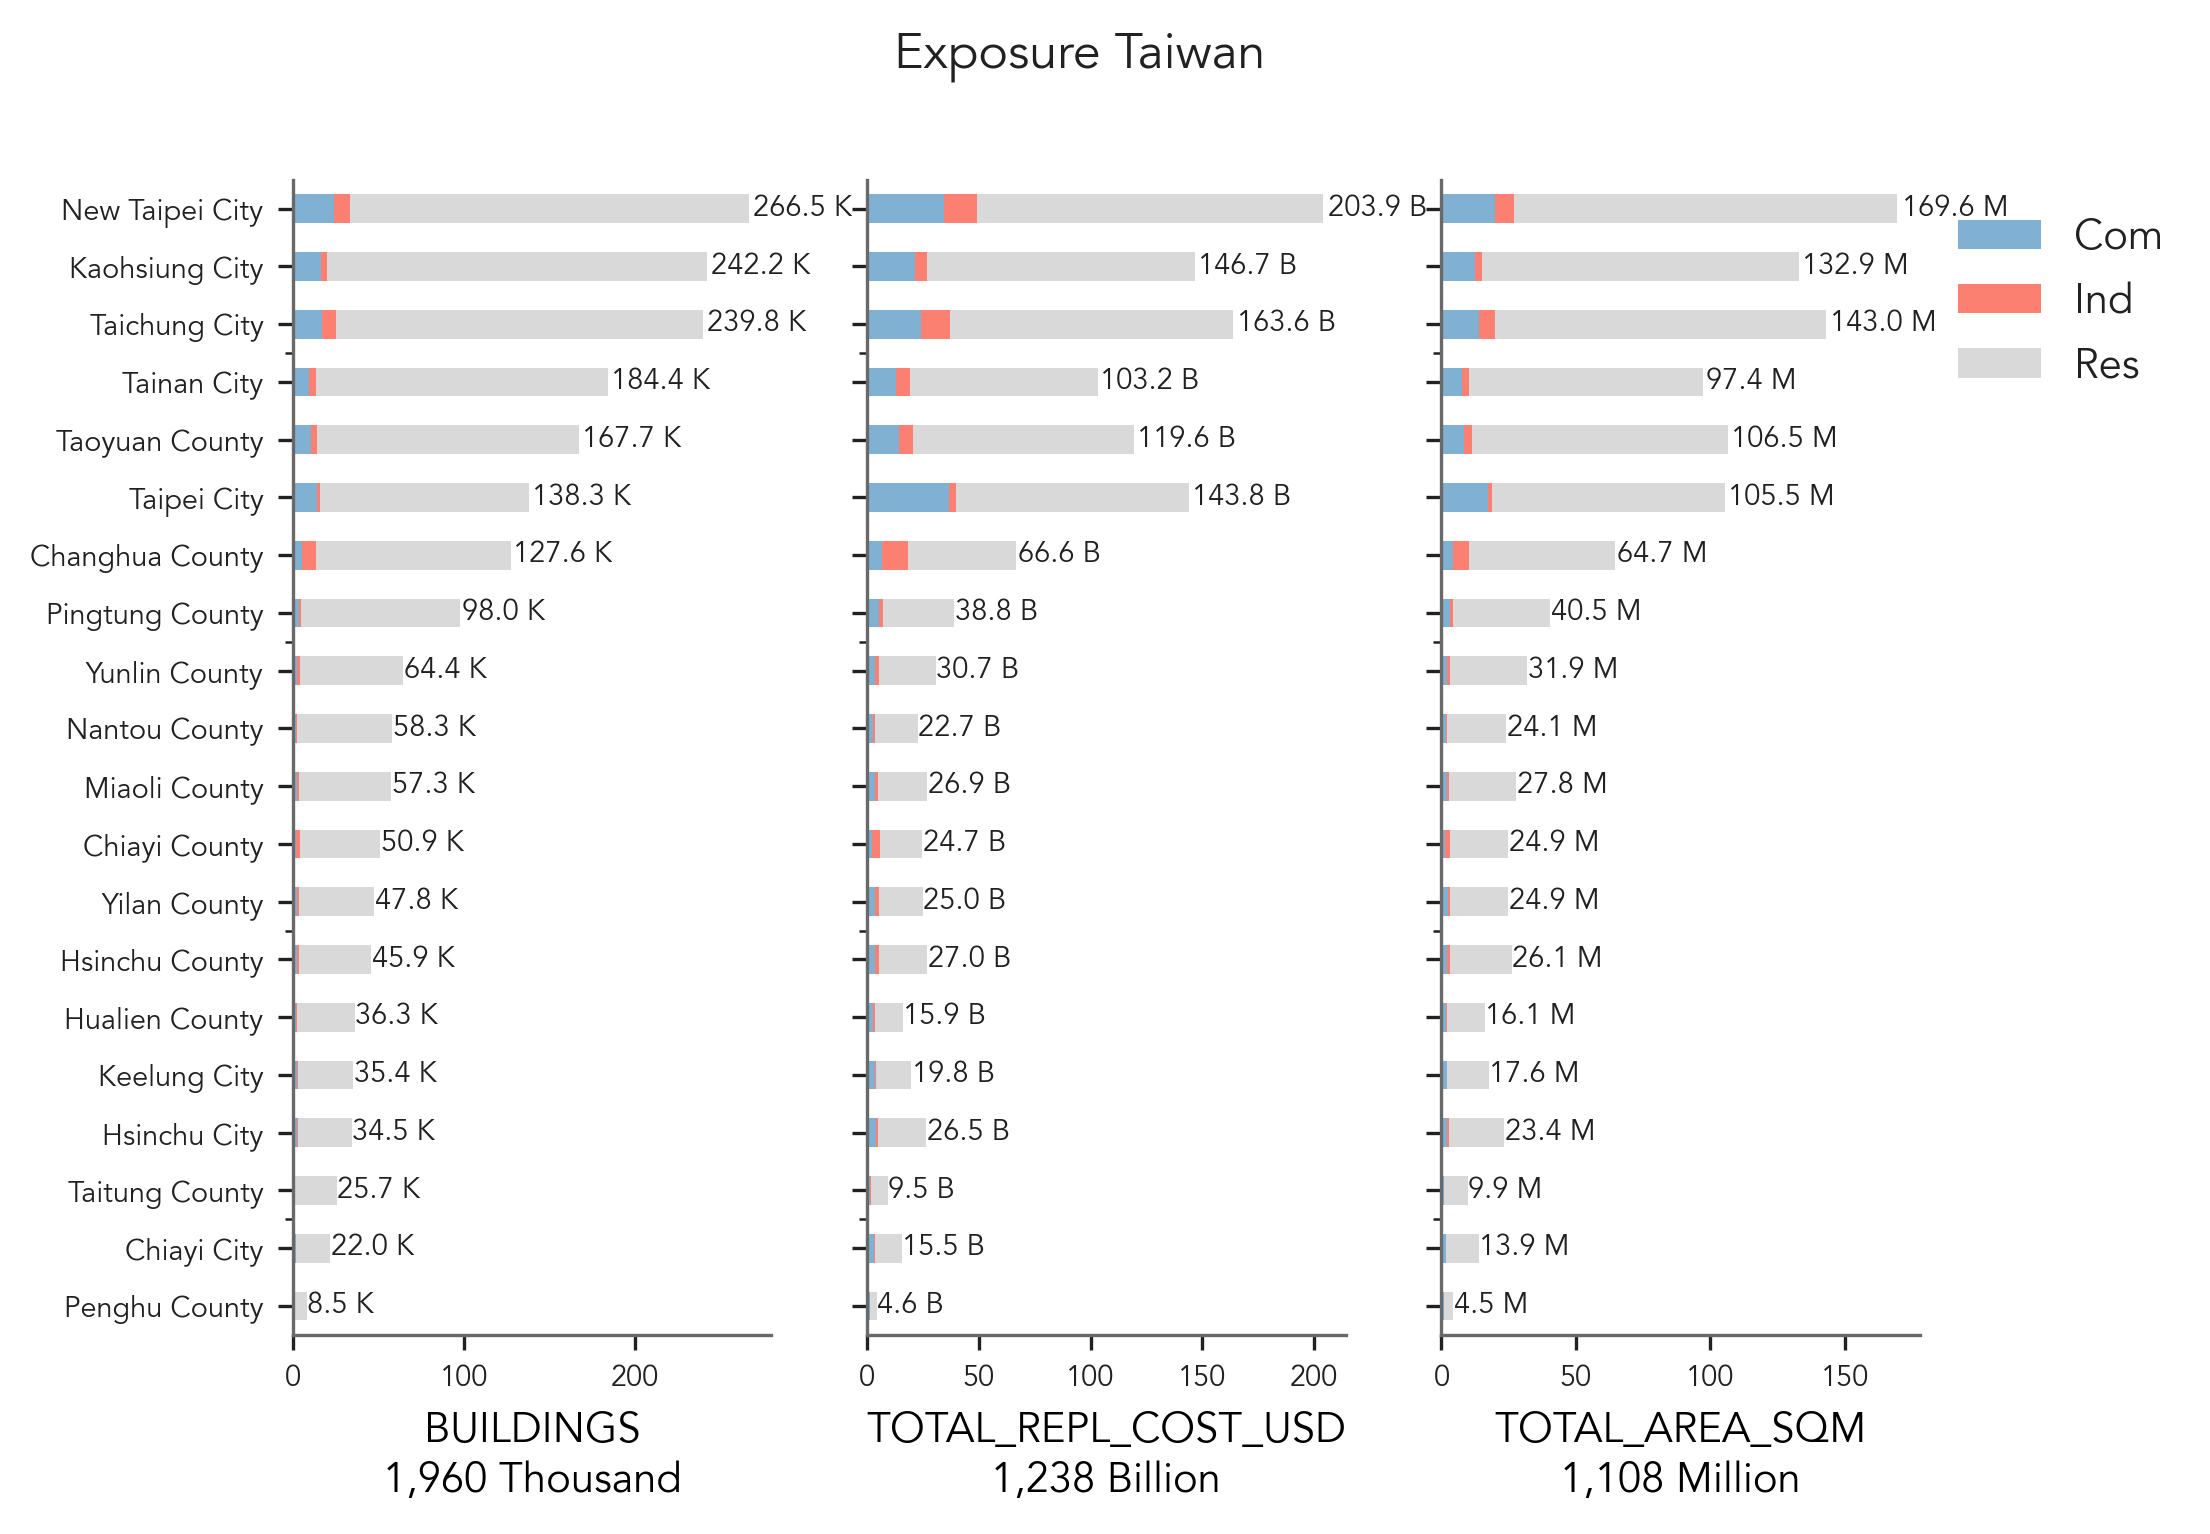 Exposure Taiwan
New Taipei City 266.5 K 203.9 B 169.6 M
Com
Kaohsiung City 242.2 K 146.7 B 132.9 M
Ind
Taichung City 239.8 K 163.6 B 143.0 M
Res
Tainan City 184.4 K 103.2 B 97.4 M
Taoyuan County 167.7 K 119.6 B 106.5 M
Taipei City 138.3 K 143.8 B 105.5 M
Changhua County 127.6 K 66.6 B 64.7 M
Pingtung County 98.0 K 38.8 B 40.5 M
Yunlin County 64.4 K 30.7 B 31.9 M
Nantou County 58.3 K 22.7 B 24.1 M
Miaoli County 57.3 K 26.9 B 27.8 M
Chiayi County 50.9 K 24.7 B 24.9 M
Yilan County 47.8 K 25.0 B 24.9 M
Hsinchu County 45.9 K 27.0 B 26.1 M
Hualien County 36.3 K 15.9 B 16.1 M
Keelung City 35.4 K 19.8 B 17.6 M
Hsinchu City 34.5 K 26.5 B 23.4 M
Taitung County 25.7 K 9.5 B 9.9 M
Chiayi City 22.0 K 15.5 B 13.9 M
Penghu County 8.5 K 4.6 B 4.5 M
0 100 200 0 50 100 150 200 0 50 100 150
BUILDINGS TOTAL_REPL_COST_USD TOTAL_AREA_SQM
1,960 Thousand 1,238 Billion 1,108 Million